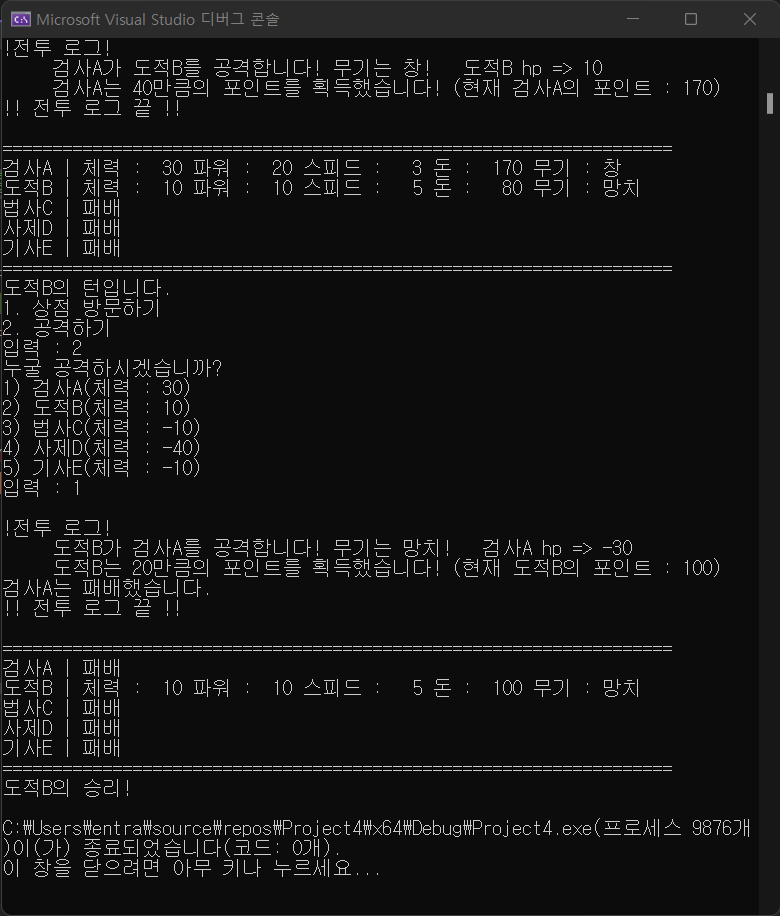 Microsoft Visual Studio 디버그 콘솔
!전투 로그!
검사A가 도적B를 공격합니다! 무기는 창! 도적B hp => 10
검사A는 40만큼의 포인트를 획득했습니다! (현재 검사A의 포인트 : 170)
!! 전투 로그 끝 !!
===================================================================
검사A | 체력 : 30 파워 : 20 스피드 : 3 돈 : 170 무기 : 창
도적B | 체력 : 10 파워 : 10 스피드 : 5 돈 : 80 무기 : 망치
법사C | 패배
사제D | 패배
기사E | 패배
===================================================================
도적B의 턴입니다.
1. 상점 방문하기
2. 공격하기
입력 : 2
누굴 공격하시겠습니까?
1) 검사A(체력 : 30)
2) 도적B(체력 : 10)
3) 법사C(체력 : -10)
4) 사제D(체력 : -40)
5) 기사E(체력 : -10)
입력 : 1
!전투 로그!
도적B가 검사A를 공격합니다! 무기는 망치! 검사A hp => -30
도적B는 20만큼의 포인트를 획득했습니다! (현재 도적B의 포인트 : 100)
검사A는 패배했습니다.
!! 전투 로그 끝 !!
===================================================================
검사A | 패배
도적B | 체력 : 10 파워 : 10 스피드 : 5 돈 : 100 무기 : 망치
법사C | 패배
사제D | 패배
기사E | 패배
===================================================================
도적B의 승리!
C:₩Users₩entra₩source₩repos₩Project4₩x64₩Debug₩Project4.exe(프로세스 9876개
)이(가) 종료되었습니다(코드: 0개).
이 창을 닫으려면 아무 키나 누르세요...